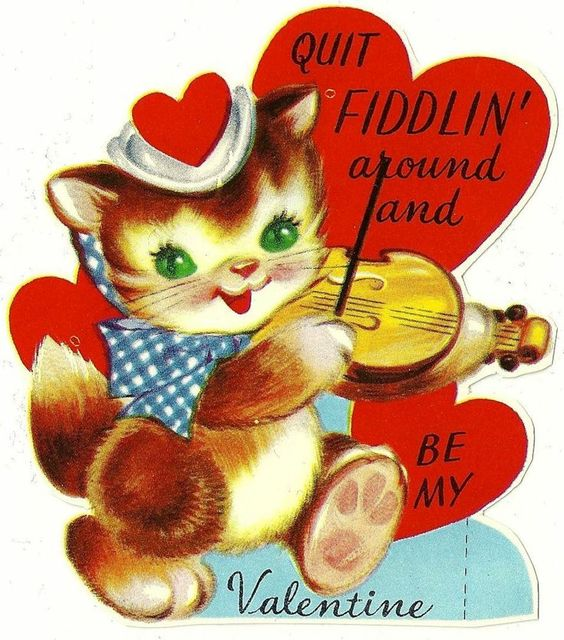 QUIT
FIDDLIN'
around
and
BE
MY
Valentine